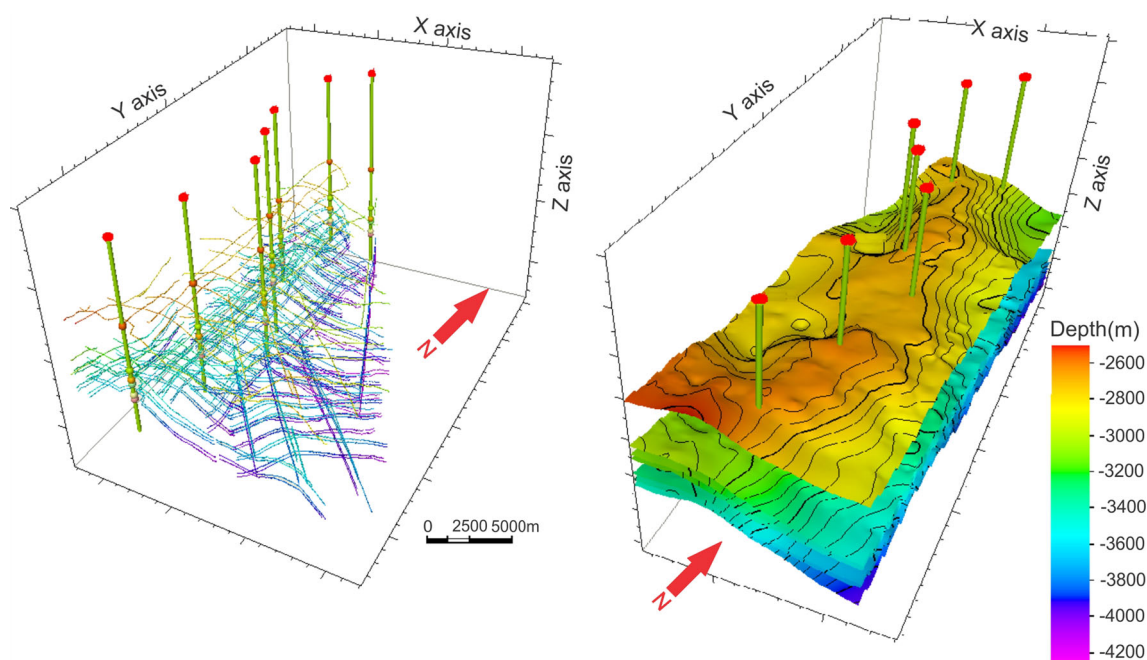 X axis
Y axis
Z axis
N
0 2500 5000m
X axis
Y axis
Z axis
N
Depth(m)
-2600
-2800
-3000
-3200
-3400
-3600
-3800
-4000
-4200